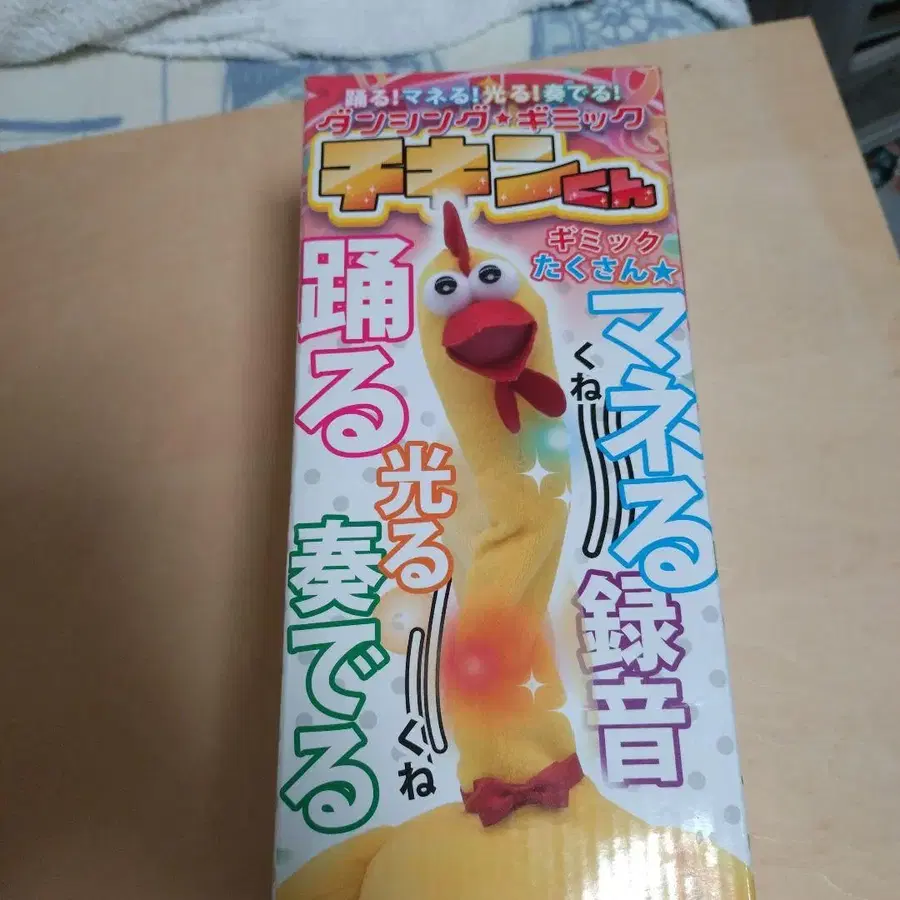 踊る!マネる!光る!奏でる!
ダンシング★ギミック
チキンくん
ギミック
たくさん★
踊る
マネる
くね
光る
奏でる
録音
くね